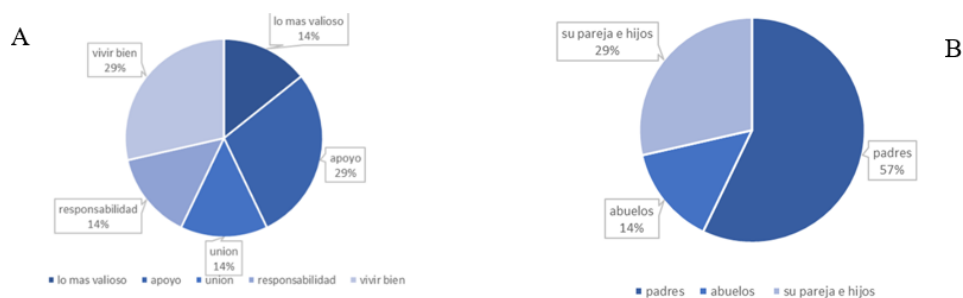 A
lo mas valioso
14%
vivir bien
29%
apoyo
29%
responsabilidad
14%
union
14%
lo mas valioso apoyo union responsabilidad vivir bien
B
su pareja e hijos
29%
padres
57%
abuelos
14%
padres abuelos su pareja e hijos